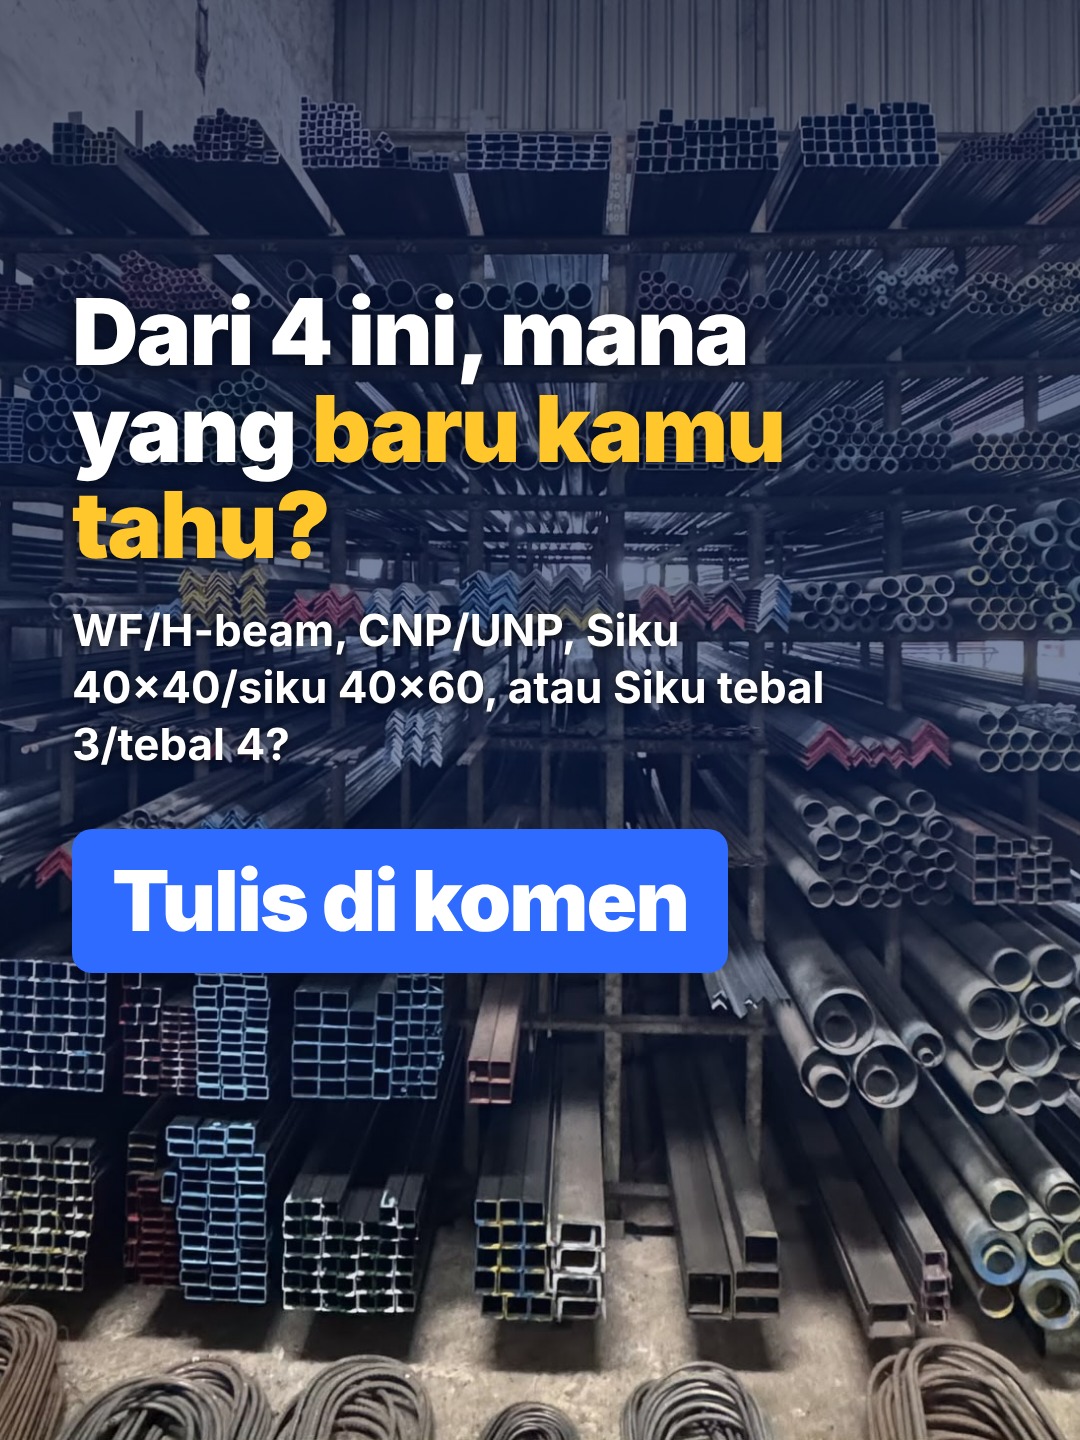 Dari 4 ini, mana
yang baru kamu
tahu?
WF/H-beam, CNP/UNP, Siku
40×40/siku 40×60, atau Siku tebal
3/tebal 4?
Tulis di komen